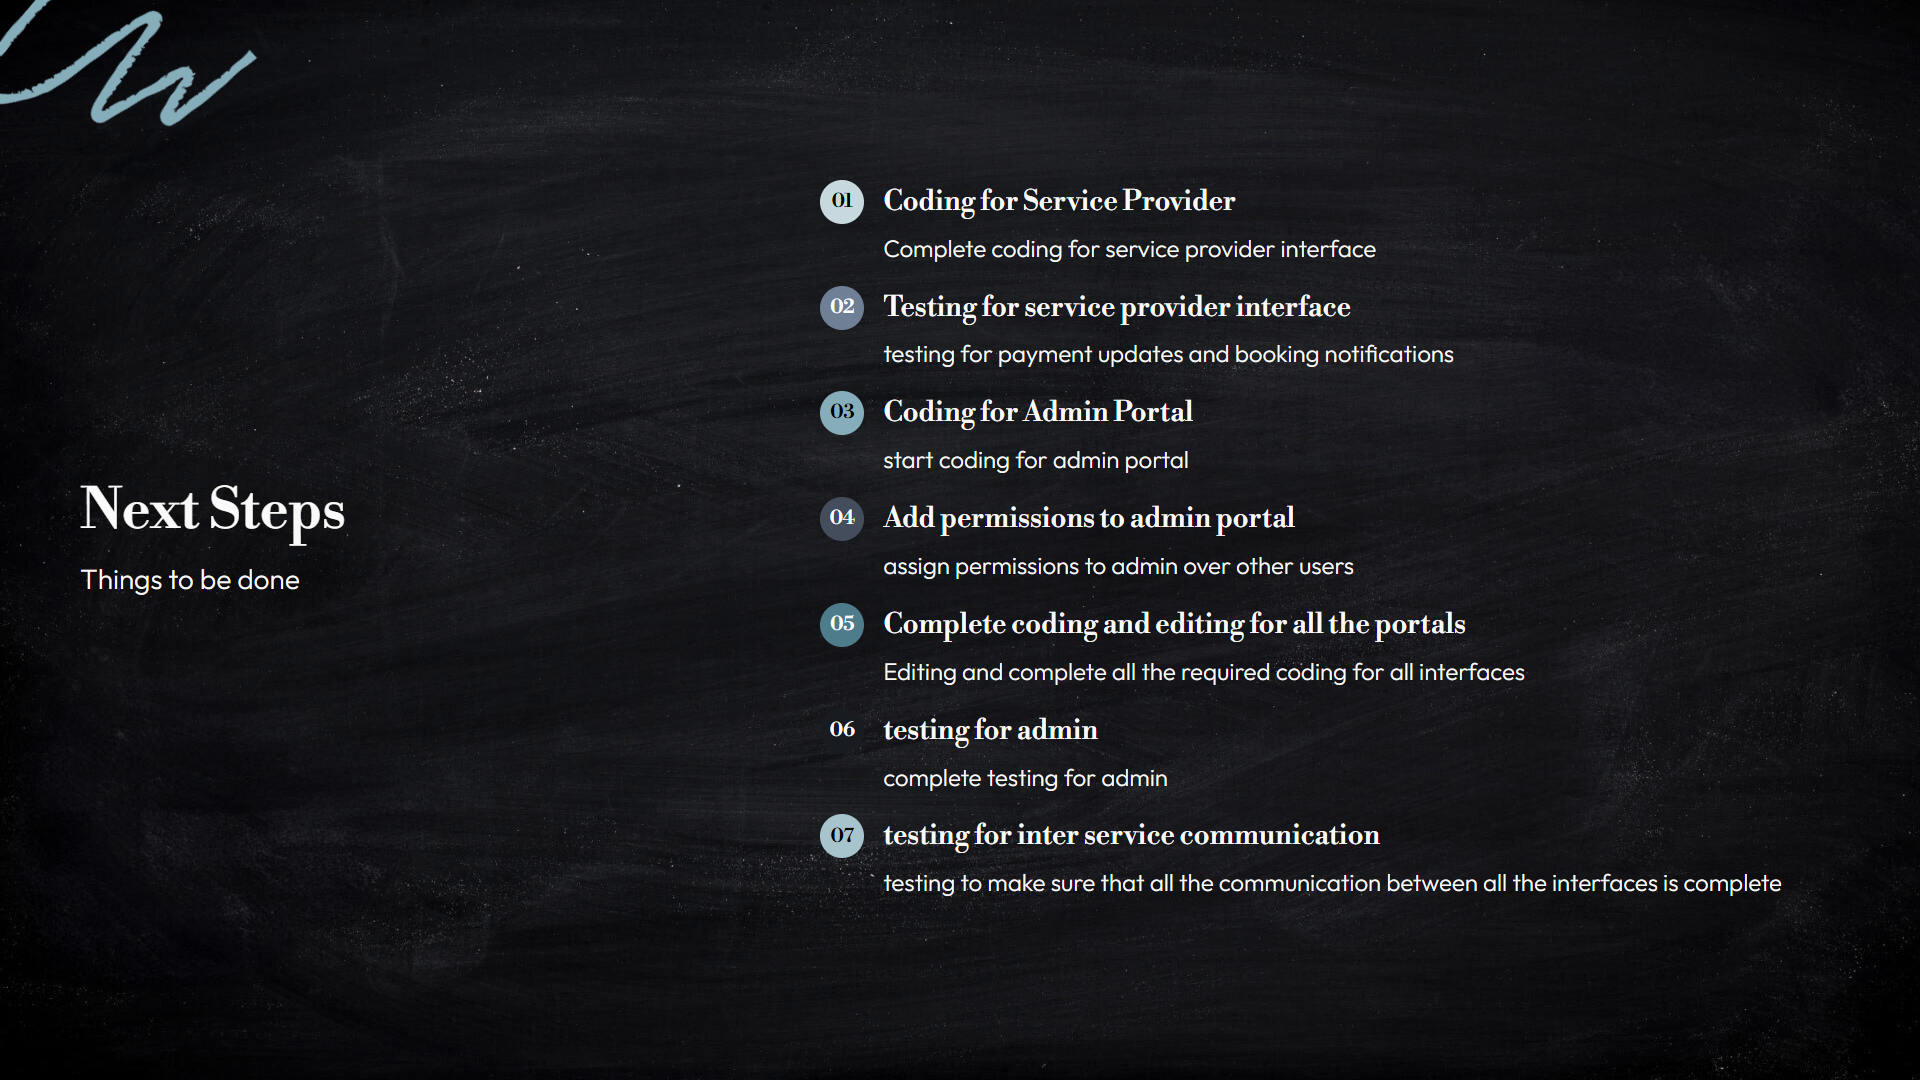 Next Steps
Things to be done
01 Coding for Service Provider
Complete coding for service provider interface
02 Testing for service provider interface
testing for payment updates and booking notifications
03 Coding for Admin Portal
start coding for admin portal
04 Add permissions to admin portal
assign permissions to admin over other users
05 Complete coding and editing for all the portals
Editing and complete all the required coding for all interfaces
06 testing for admin
complete testing for admin
07 testing for inter service communication
testing to make sure that all the communication between all the interfaces is complete